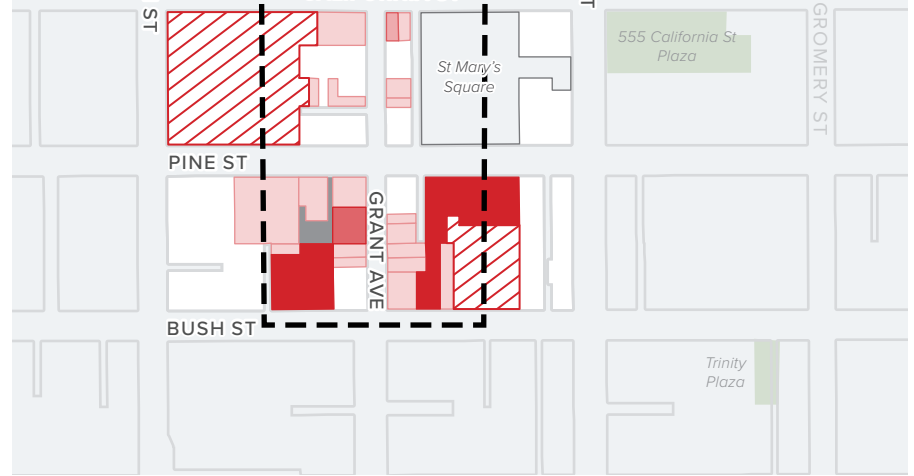 ST
555 California St
Plaza
GROMERY ST
St Mary's
Square
PINE ST
GRANT AVE
BUSH ST
Trinity
Plaza